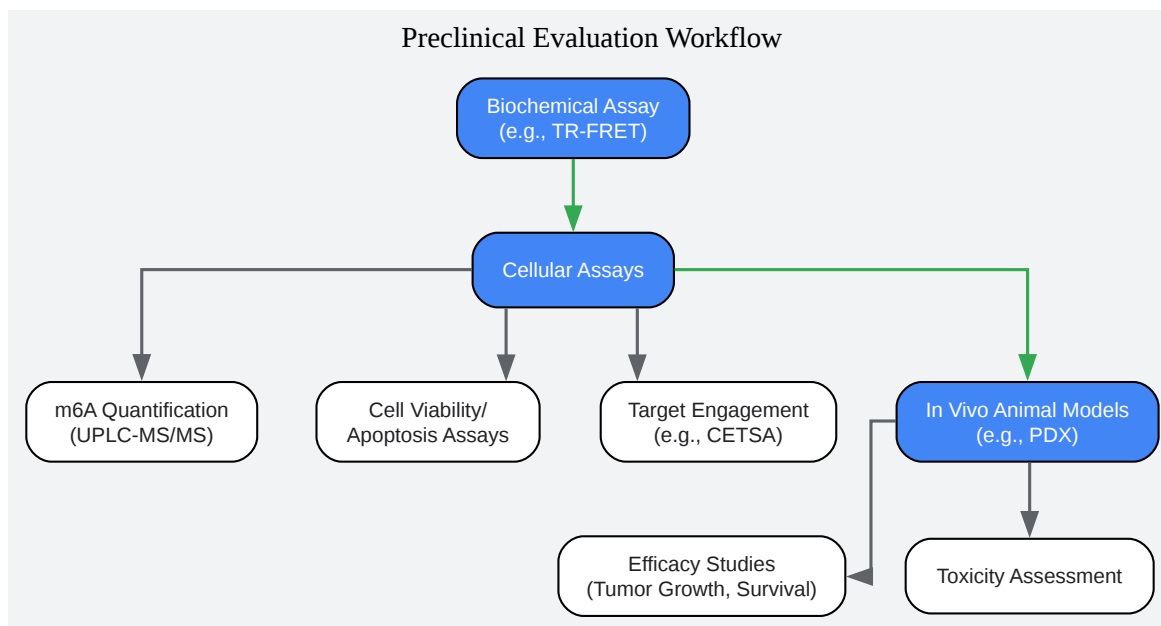 Preclinical Evaluation Workflow
Biochemical Assay
(e.g., TR-FRET)
Cellular Assays
m6A Quantification
(UPLC-MS/MS)
Cell Viability/
Apoptosis Assays
Target Engagement
(e.g., CETSA)
In Vivo Animal Models
(e.g., PDX)
Efficacy Studies
(Tumor Growth, Survival)
Toxicity Assessment